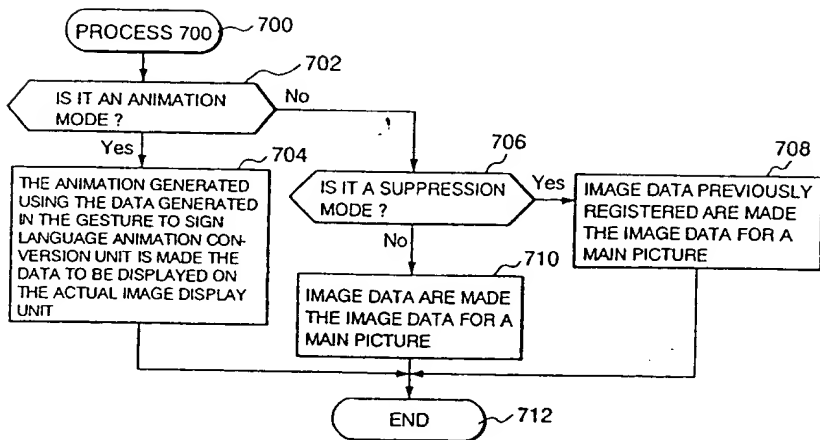 PROCESS 700
700
702
IS IT AN ANIMATION
MODE ?
No
Yes
704
THE ANIMATION GENERATED
USING THE DATA GENERATED
IN THE GESTURE TO SIGN
LANGUAGE ANIMATION CON-
VERSION UNIT IS MADE THE
DATA TO BE DISPLAYED ON
THE ACTUAL IMAGE DISPLAY
UNIT
706
IS IT A SUPPRESSION
MODE ?
Yes
No
708
IMAGE DATA PREVIOUSLY
REGISTERED ARE MADE
THE IMAGE DATA FOR A
MAIN PICTURE
710
IMAGE DATA ARE MADE
THE IMAGE DATA FOR A
MAIN PICTURE
END
712